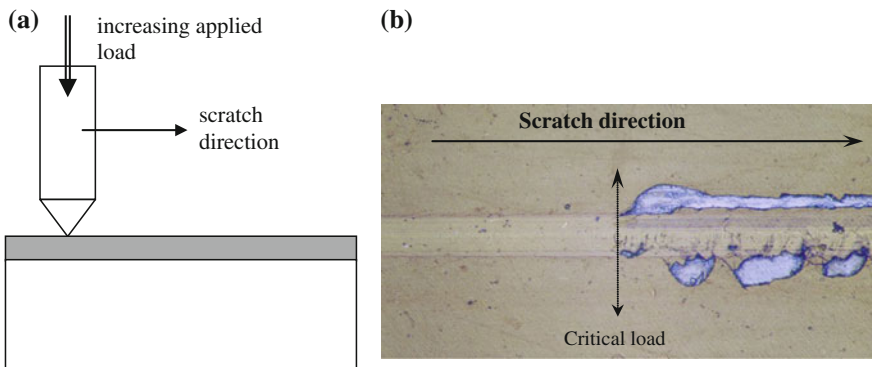 (a)
increasing applied
load
scratch
direction
(b)
Scratch direction
Critical load